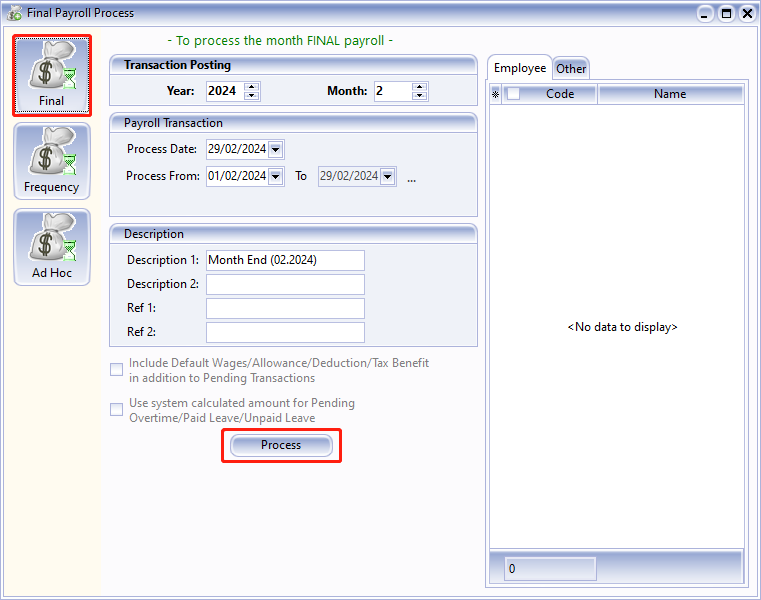 Final Payroll Process
Final
Frequency
Ad Hoc
- To process the month FINAL payroll -
Transaction Posting
Year: 2024 Month: 2
Payroll Transaction
Process Date: 29/02/2024
Process From: 01/02/2024 To 29/02/2024 ...
Description
Description 1: Month End (02.2024)
Description 2:
Ref 1:
Ref 2:
Include Default Wages/Allowance/Deduction/Tax Benefit
in addition to Pending Transactions
Use system calculated amount for Pending
Overtime/Paid Leave/Unpaid Leave
Process
Employee Other
Code Name
<No data to display>
0